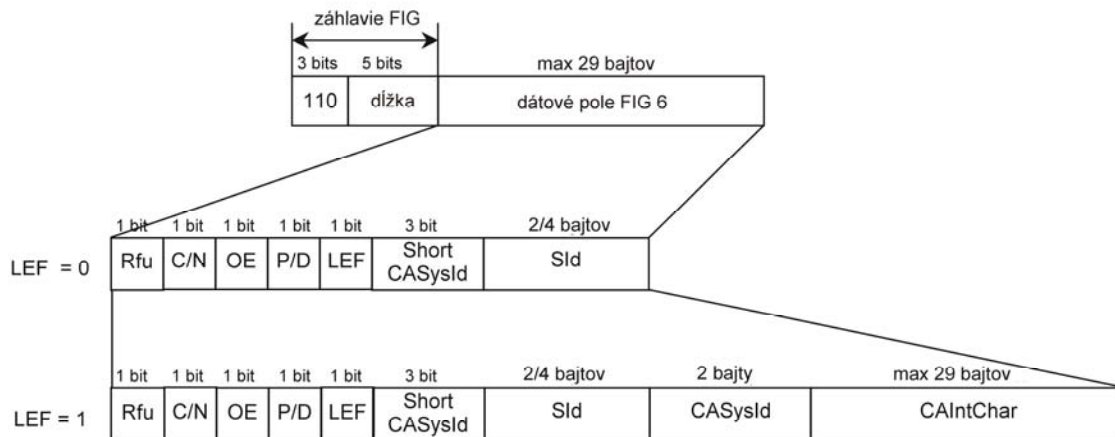 záhlavie FIG
3 bits 5 bits max 29 bajtov
110 dĺžka dátové pole FIG 6
1 bit 1 bit 1 bit 1 bit 1 bit 3 bit 2/4 bajtov
LEF = 0 Rfu C/N OE P/D LEF Short CASysId SId
1 bit 1 bit 1 bit 1 bit 1 bit 3 bit 2/4 bajtov 2 bajty max 29 bajtov
LEF = 1 Rfu C/N OE P/D LEF Short CASysId SId CASysId CAIntChar